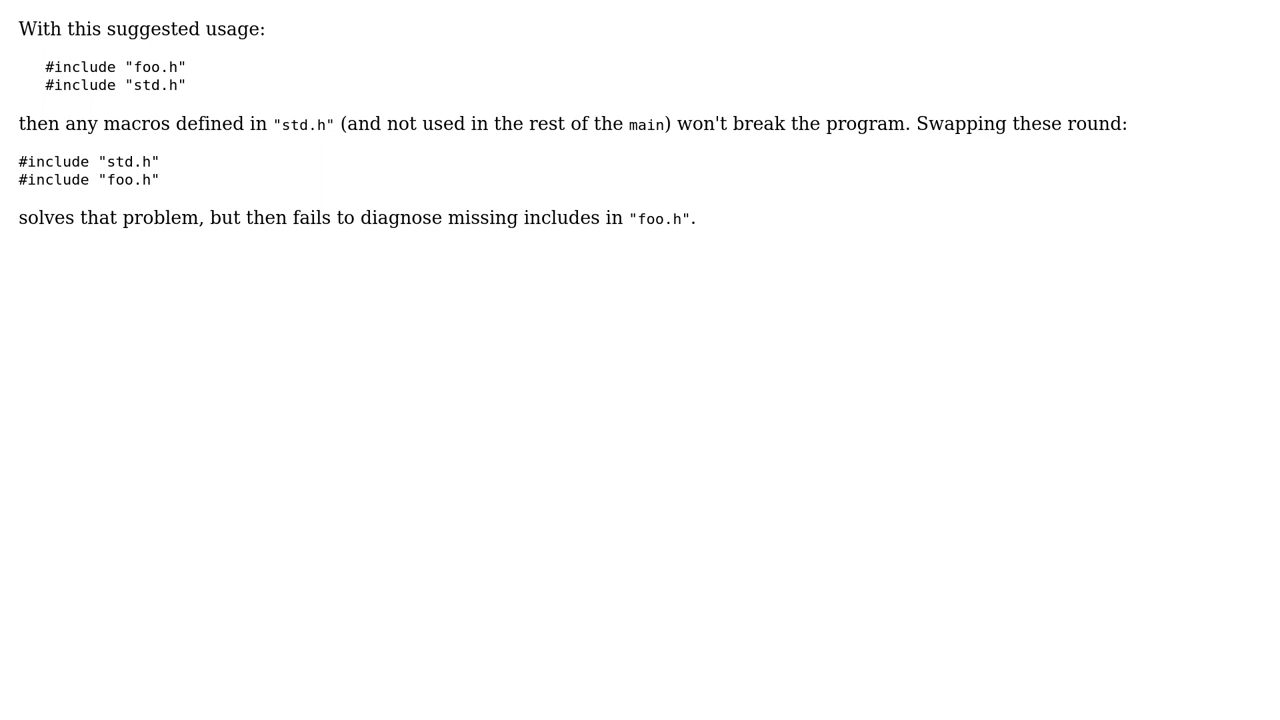 With this suggested usage:
#include "foo.h"
#include "std.h"
then any macros defined in "std.h" (and not used in the rest of the main) won't break the program. Swapping these round:
#include "std.h"
#include "foo.h"
solves that problem, but then fails to diagnose missing includes in "foo.h".